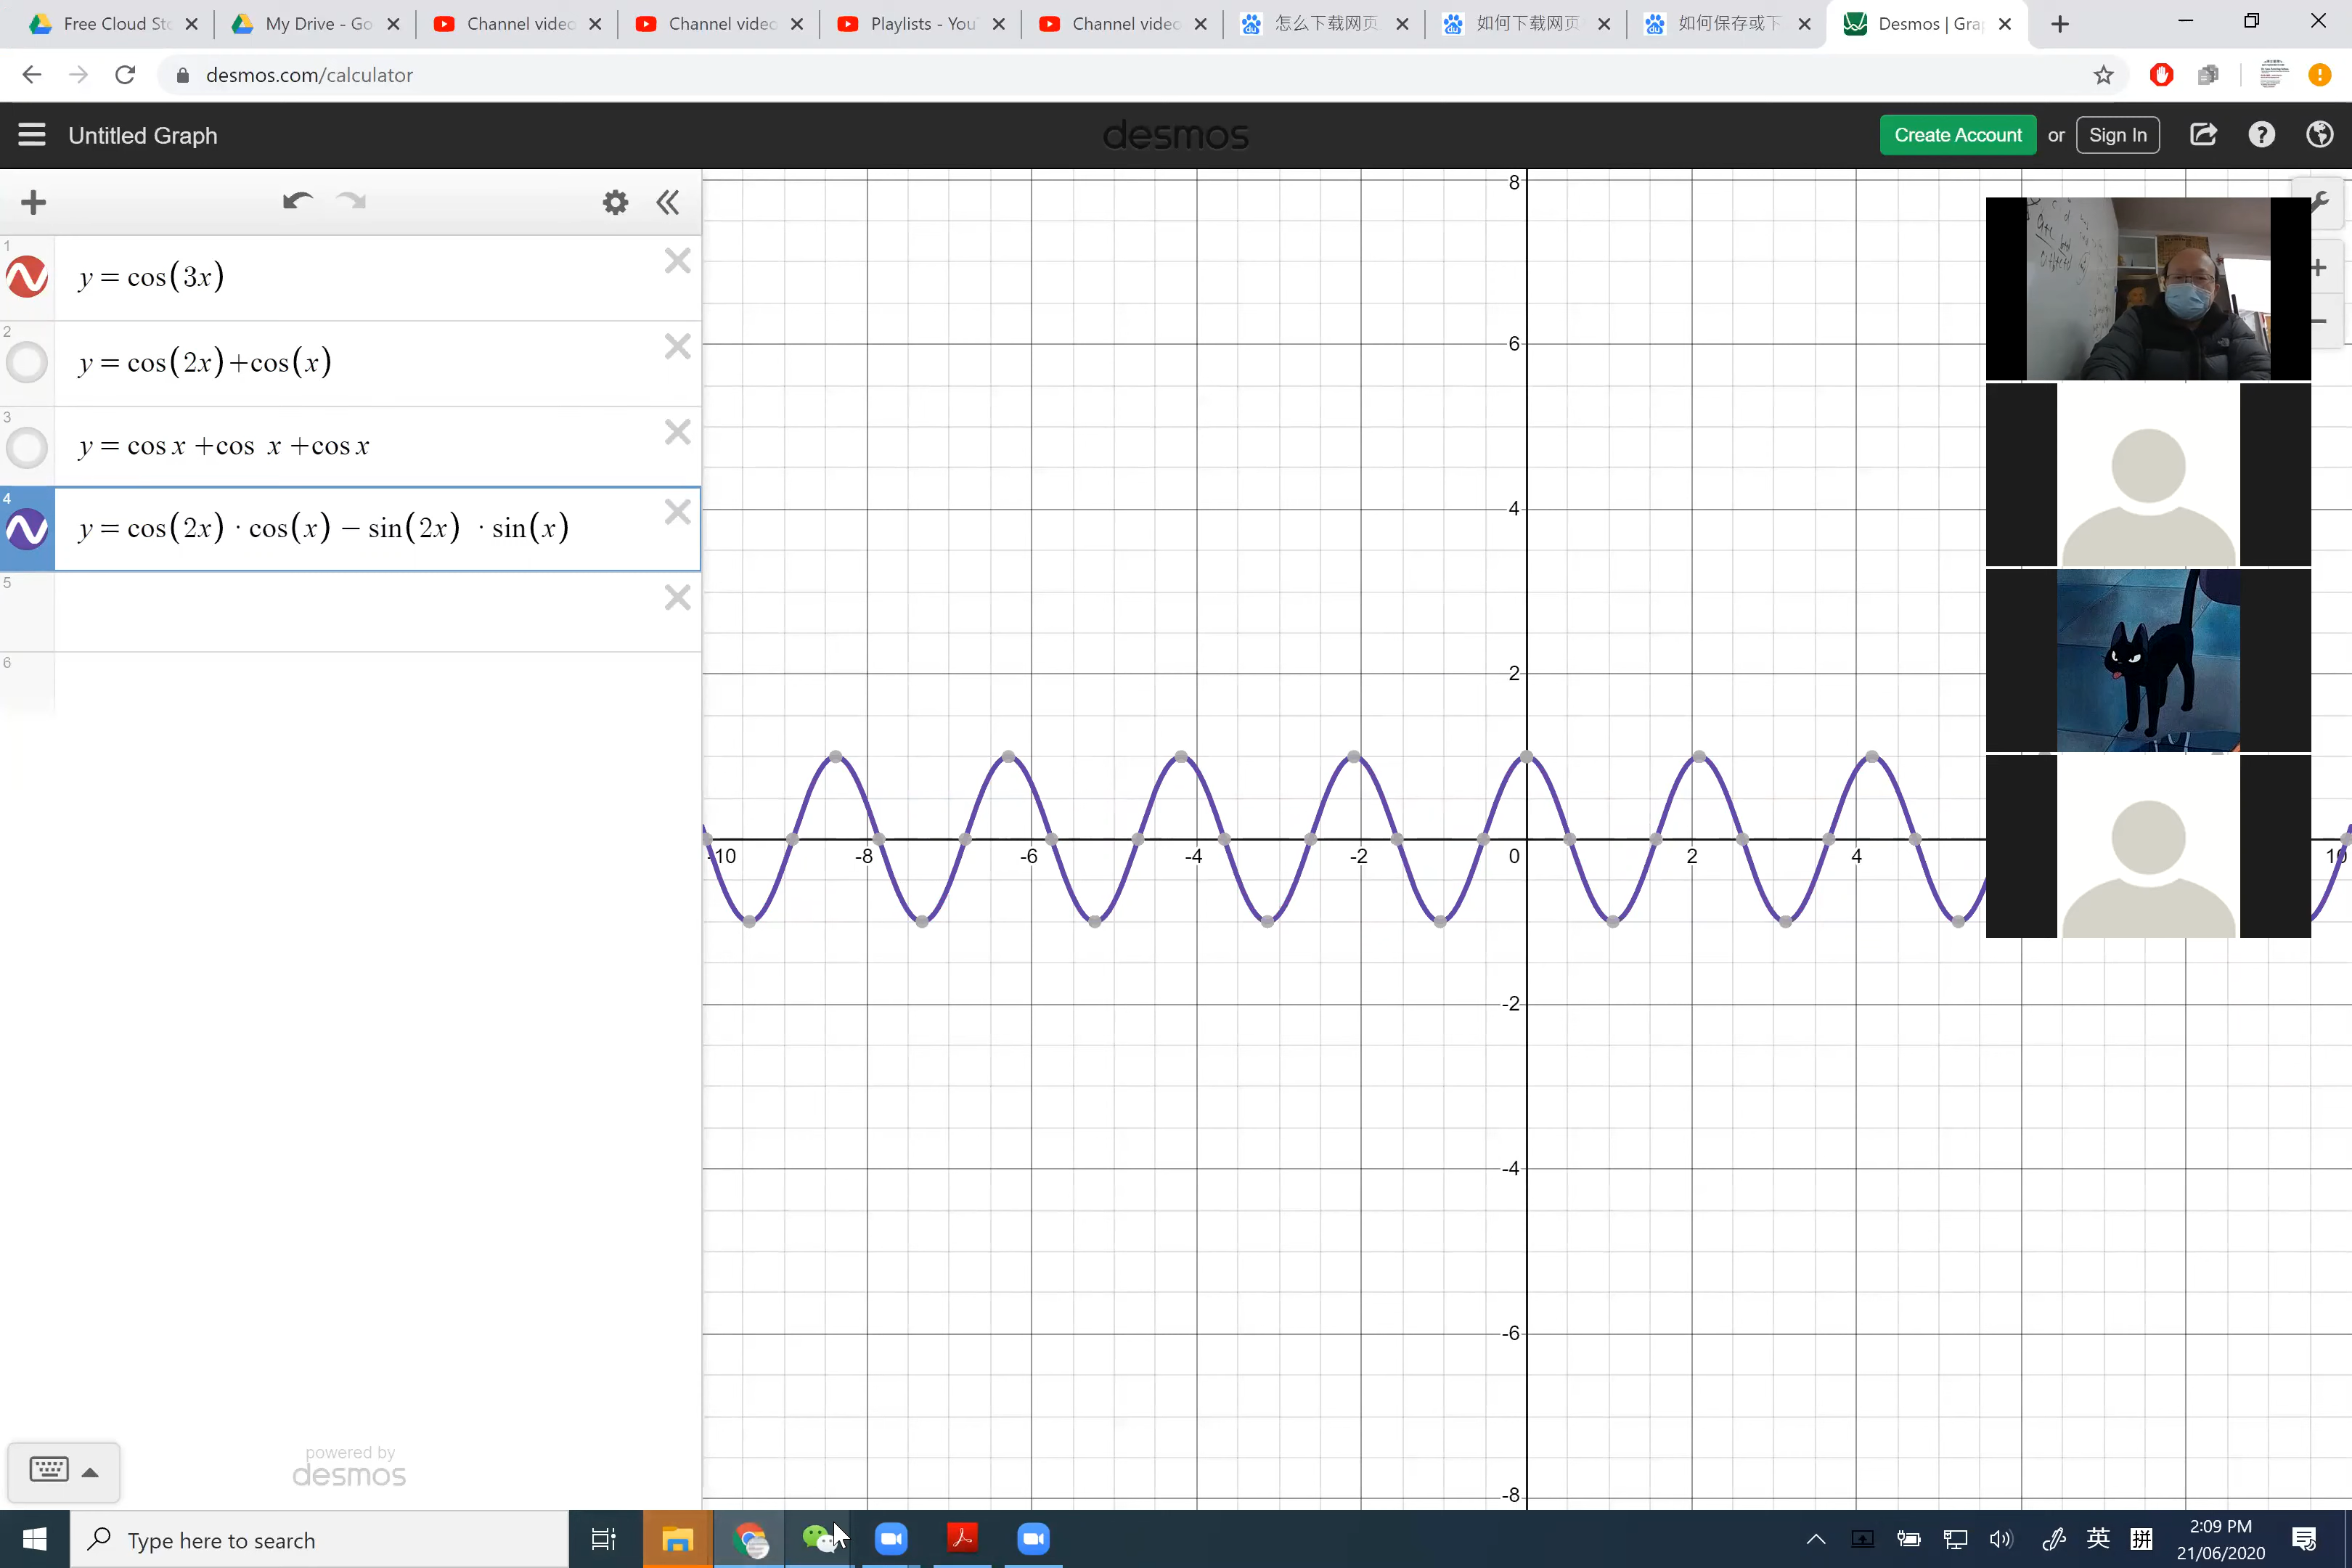 Free Cloud Sto
My Drive - Go
Channel video
Channel video
Playlists - You
Channel video
怎么下载网页
如何下载网页
如何保存或下
Desmos | Gra
desmos.com/calculator
Untitled Graph
desmos
Create Account or Sign In
1
y = cos(3x)
2
y = cos(2x)+cos(x)
3
y = cos x +cos x +cos x
4
y = cos(2x) · cos(x) − sin(2x) · sin(x)
5
6
8
6
4
2
-10 -8 -6 -4 -2 0 2 4 10
-2
-4
-6
-8
powered by
desmos
Type here to search
英 拼
2:09 PM
21/06/2020